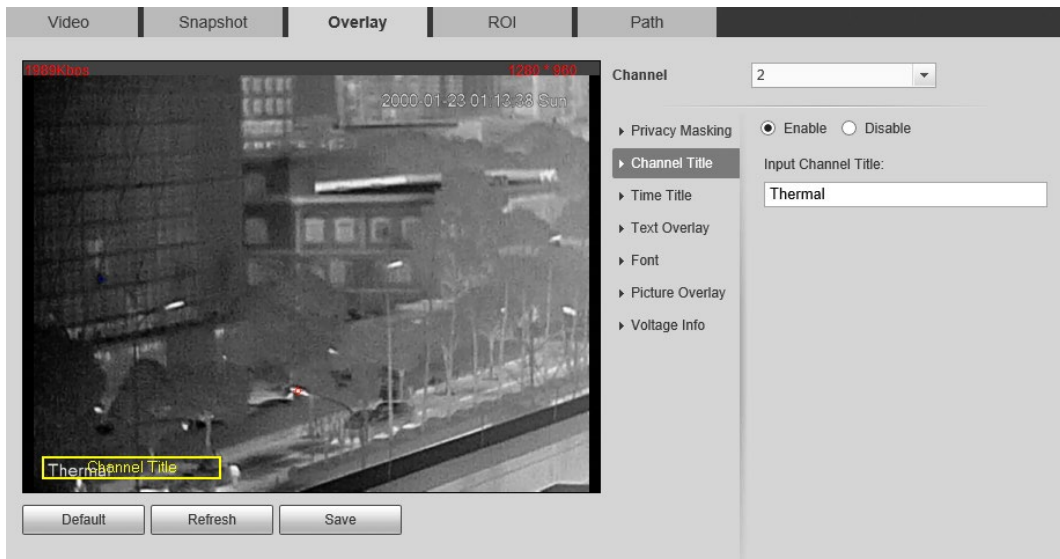 Video Snapshot Overlay ROI Path
1989Kbps 1280 * 960
2000-01-23 01:13:38 Sun
Thermal
Channel Title
Default Refresh Save
Channel 2
Privacy Masking
Channel Title
Time Title
Text Overlay
Font
Picture Overlay
Voltage Info
Enable Disable
Input Channel Title:
Thermal